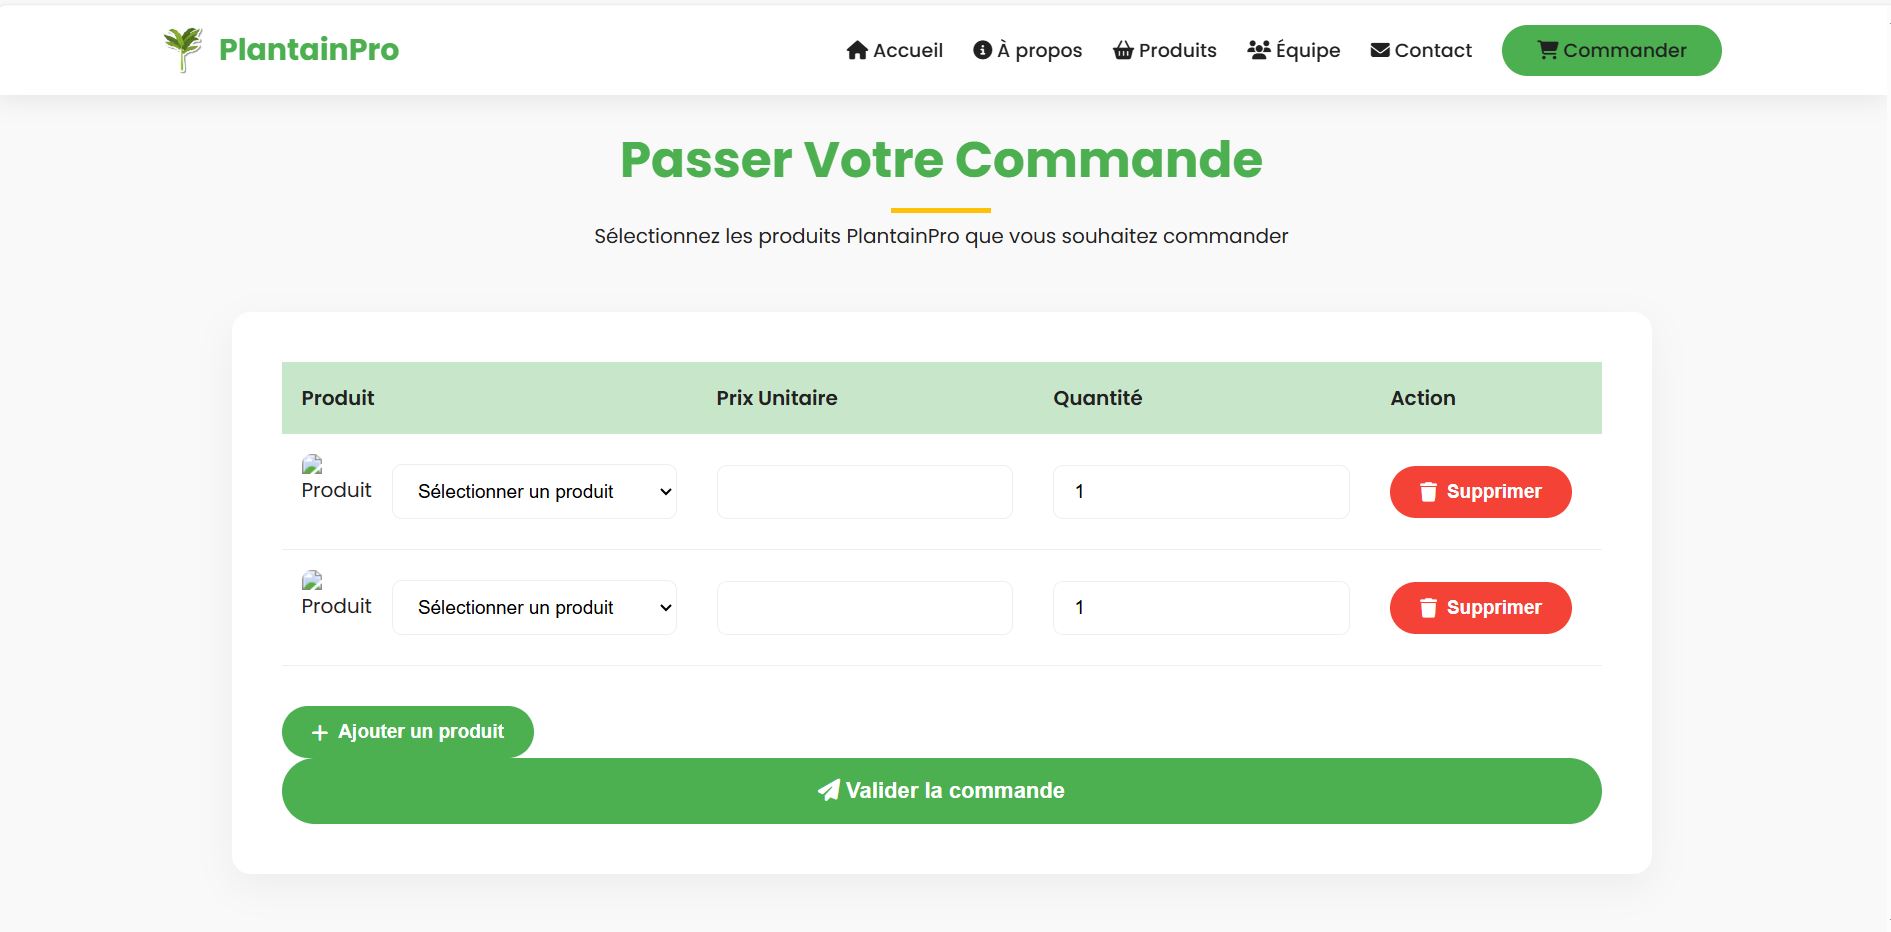 PlantainPro
Accueil À propos Produits Équipe Contact Commander
Passer Votre Commande
Sélectionnez les produits PlantainPro que vous souhaitez commander
Produit Prix Unitaire Quantité Action
Produit Sélectionner un produit 1 Supprimer
Produit Sélectionner un produit 1 Supprimer
+ Ajouter un produit
Valider la commande